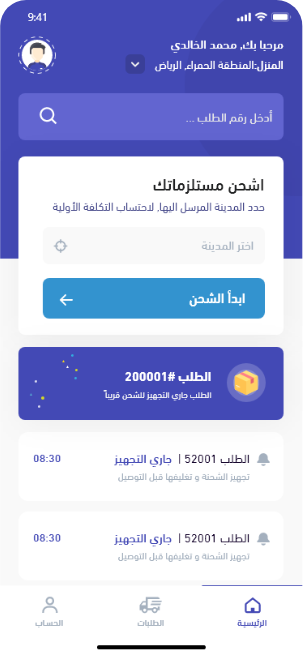 9:41
مرحبا بك, محمد الخالدي
المنزل:المنطقة الحمراء, الرياض
أدخل رقم الطلب ...
اشحن مستلزماتك
حدد المدينة المرسل اليها, لاحتساب التكلفة الأولية
اختر المدينة
ابدأ الشحن
الطلب #200001
الطلب جاري التجهيز للشحن قريباً
الطلب 52001 | جاري التجهيز 08:30
تجهيز الشحنة و تغليفها قبل التوصيل
الطلب 52001 | جاري التجهيز 08:30
تجهيز الشحنة و تغليفها قبل التوصيل
الرئيسية الطلبات الحساب